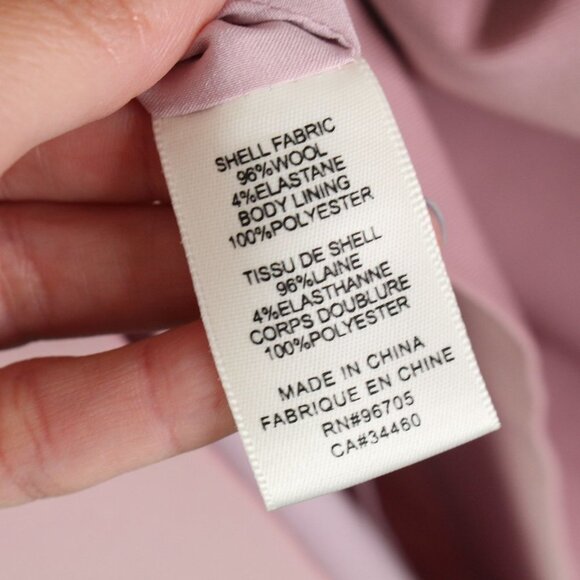 SHELL FABRIC
96%WOOL
4%ELASTANE
BODY LINING
100%POLYESTER
TISSU DE SHELL
96%LAINE
4%ELASTHANNE
CORPS DOUBLURE
100%POLYESTER
MADE IN CHINA
FABRIQUE EN CHINE
RN#96705
CA#34460